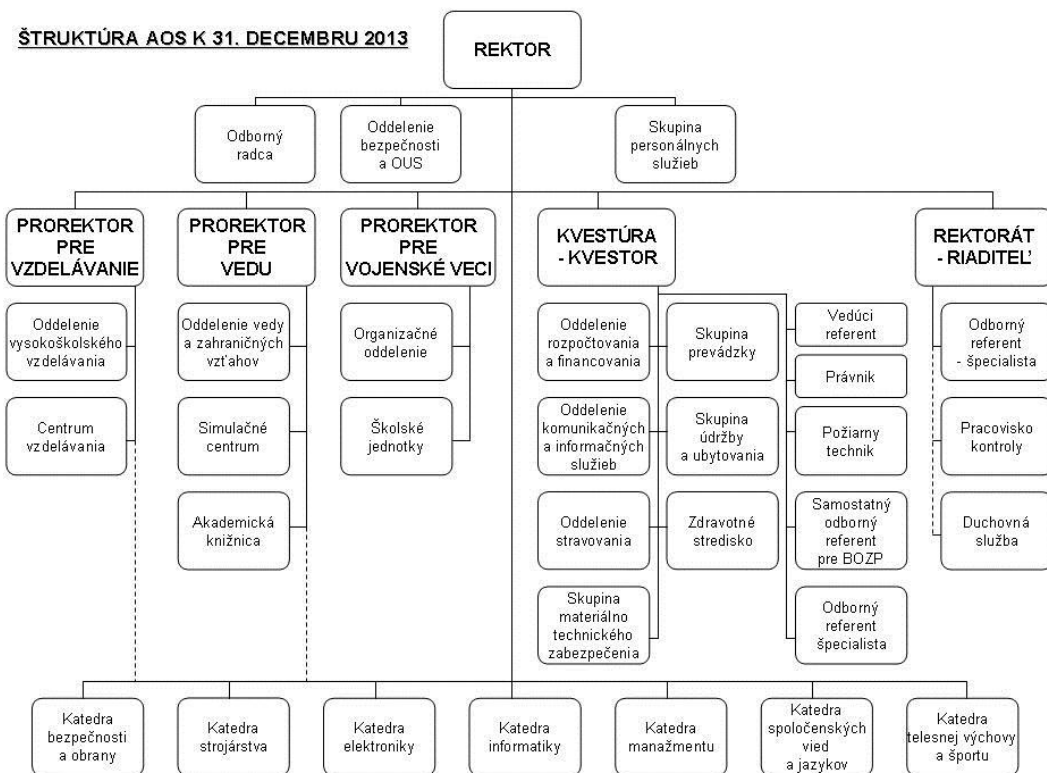 ŠTRUKTÚRA AOS K 31. DECEMBRU 2013
REKTOR
Odborný
radca
Oddelenie
bezpečnosti
a OUS
Skupina
personálnych
služieb
PROREKTOR
PRE
VZDELÁVANIE
PROREKTOR
PRE
VEDU
PROREKTOR
PRE
VOJENSKÉ VECI
KVESTÚRA
- KVESTOR
REKTORÁT
- RIADITEĽ
Oddelenie
vysokoškolského
vzdelávania
Centrum
vzdelávania
Oddelenie vedy
a zahraničných
vzťahov
Simulačné
centrum
Akademická
knižnica
Organizačné
oddelenie
Školské
jednotky
Oddelenie
rozpočtovania
a financovania
Oddelenie
komunikačných
a informačných
služieb
Oddelenie
stravovania
Skupina
materiálno
technického
zabezpečenia
Skupina
prevádzky
Skupina
údržby
a ubytovania
Zdravotné
stredisko
Vedúci
referent
Právnik
Požiarny
technik
Samostatný
odborný
referent
pre BOZP
Odborný
referent
špecialista
Odborný
referent
- špecialista
Pracovisko
kontroly
Duchovná
služba
Katedra
bezpečnosti
a obrany
Katedra
strojárstva
Katedra
elektroniky
Katedra
informatiky
Katedra
manažmentu
Katedra
spoločenských
vied
a jazykov
Katedra
telesnej výchovy
a športu